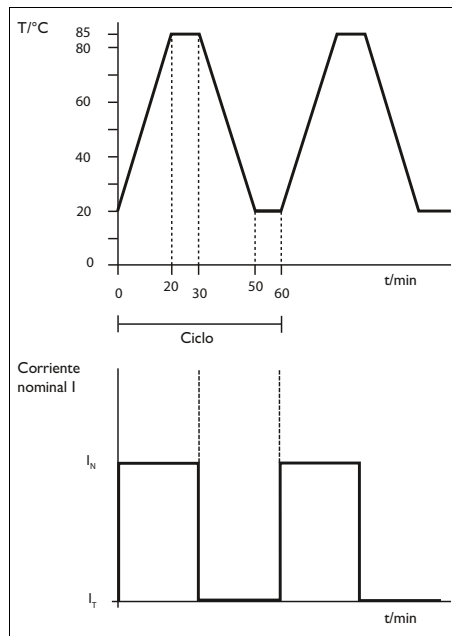 T/°C
85
80
60
40
20
0
0
20
30
50
60
t/min
Ciclo
Corriente
nominal I
I_N
I_T
t/min